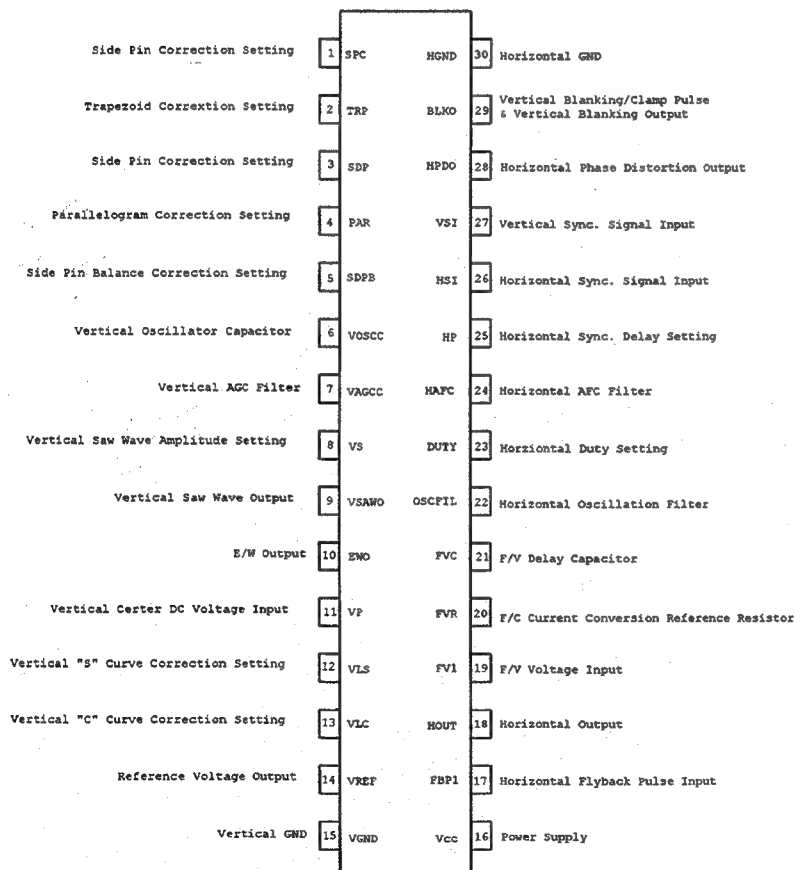 Side Pin Correction Setting 1 SPC HGND 30 Horizontal GND
Trapezoid Corrextion Setting 2 TRP BLKO 29 Vertical Blanking/Clamp Pulse
& Vertical Blanking Output
Side Pin Correction Setting 3 SDP HPDO 28 Horizontal Phase Distortion Output
Parallelogram Correction Setting 4 PAR VSI 27 Vertical Sync. Signal Input
Side Pin Balance Correction Setting 5 SDPB HSI 26 Horizontal Sync. Signal Input
Vertical Oscillator Capacitor 6 VOSCC HP 25 Horizontal Sync. Delay Setting
Vertical AGC Filter 7 VAGCC HAFC 24 Horizontal AFC Filter
Vertical Saw Wave Amplitude Setting 8 VS DUTY 23 Horziontal Duty Setting
Vertical Saw Wave Output 9 VSAWO OSCFIL 22 Horizontal Oscillation Filter
E/W Output 10 EWO FVC 21 F/V Delay Capacitor
Vertical Certer DC Voltage Input 11 VP FVR 20 F/C Current Conversion Reference Resistor
Vertical "S" Curve Correction Setting 12 VLS FV1 19 F/V Voltage Input
Vertical "C" Curve Correction Setting 13 VLC HOUT 18 Horizontal Output
Reference Voltage Output 14 VREF FBP1 17 Horizontal Flyback Pulse Input
Vertical GND 15 VGND Vcc 16 Power Supply